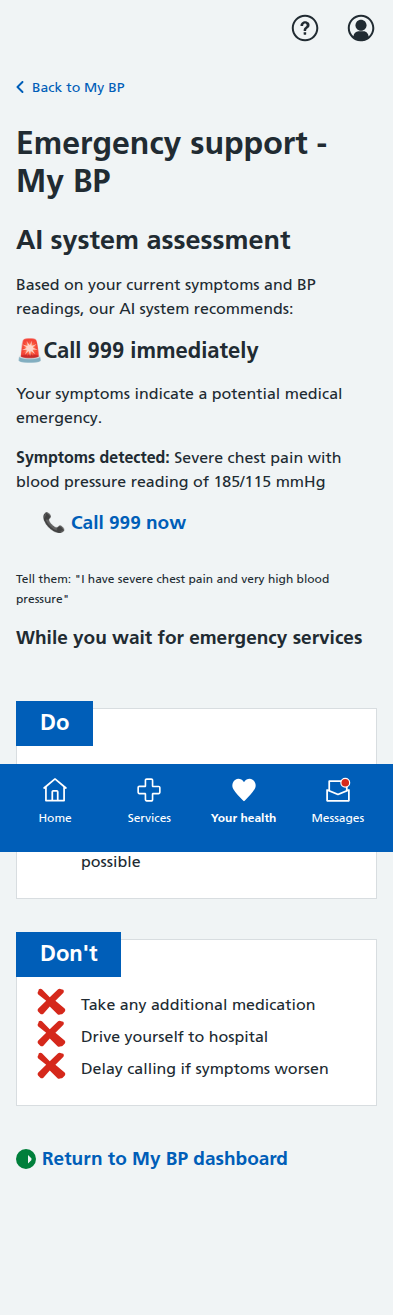 Back to My BP
Emergency support -
My BP
AI system assessment
Based on your current symptoms and BP
readings, our AI system recommends:
🚨Call 999 immediately
Your symptoms indicate a potential medical
emergency.
Symptoms detected: Severe chest pain with
blood pressure reading of 185/115 mmHg
📞 Call 999 now
Tell them: "I have severe chest pain and very high blood
pressure"
While you wait for emergency services
Do
Home
Services
Your health
Messages
possible
Don't
Take any additional medication
Drive yourself to hospital
Delay calling if symptoms worsen
Return to My BP dashboard